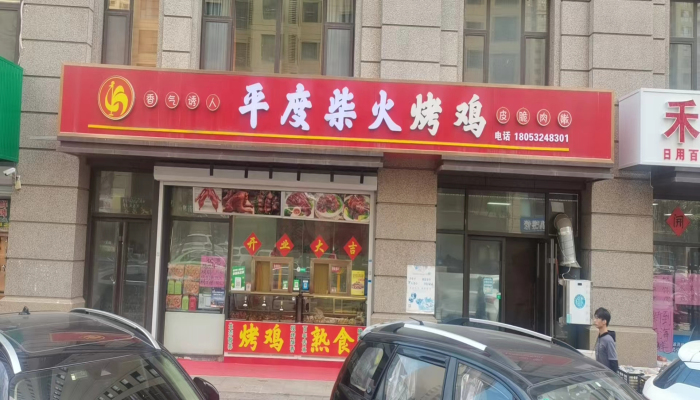 香气诱人
平度柴火烤鸡
皮脆肉嫩
电话 18053248301
禾
日用百
开业大吉
开
烤鸡 熟食